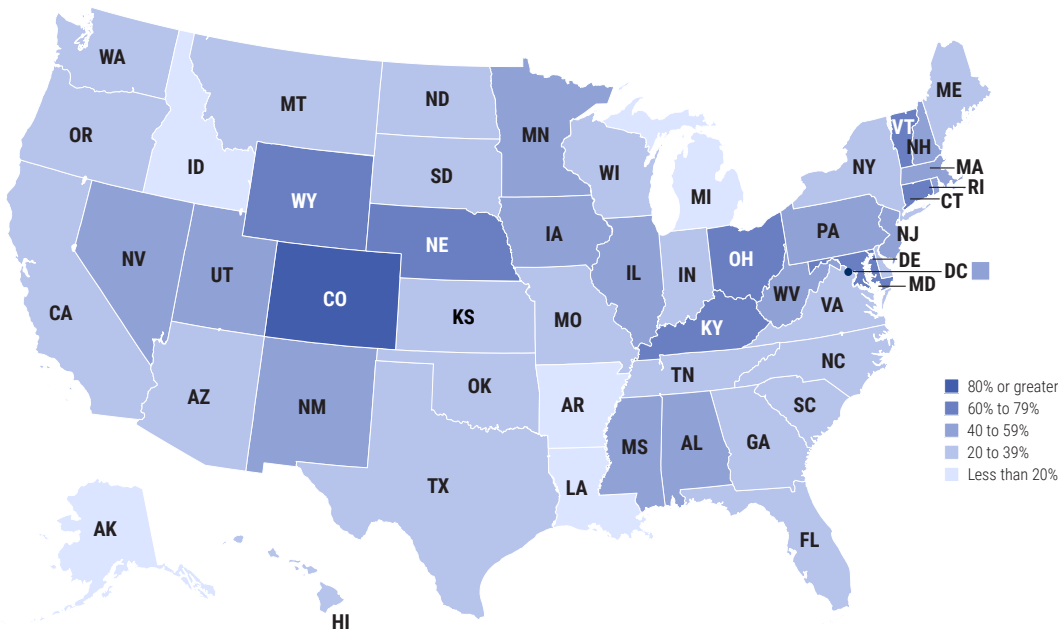 WA
MT
ND
MN
ME
VT
NH
OR
ID
SD
WI
NY
MA
MI
RI
CT
WY
NE
IA
PA
NJ
NV
UT
CO
IL
IN
OH
DE
DC
MD
WV
VA
CA
KS
MO
KY
NC
TN
AZ
NM
OK
AR
SC
MS
AL
GA
TX
LA
AK
FL
HI
80% or greater
60% to 79%
40 to 59%
20 to 39%
Less than 20%